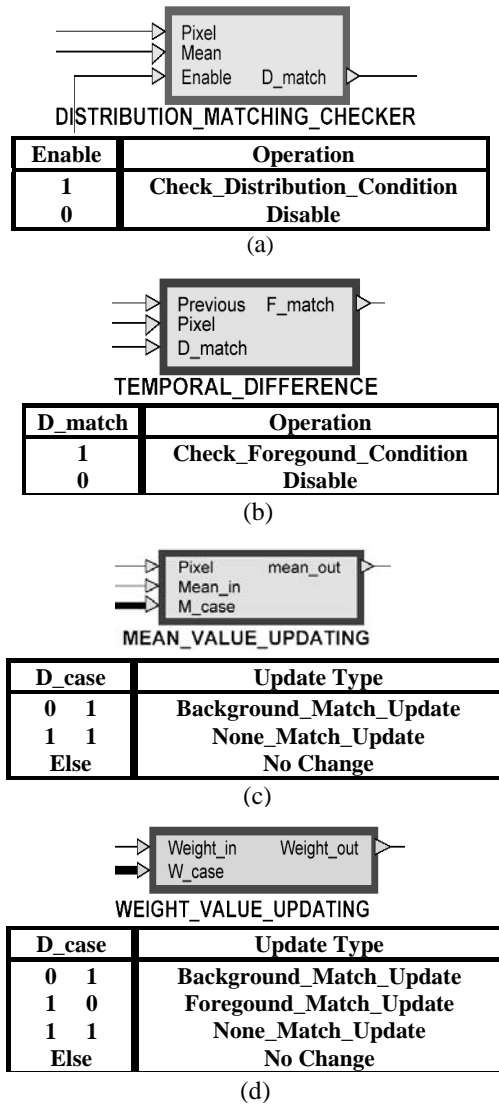 Pixel
Mean
Enable D_match
DISTRIBUTION_MATCHING_CHECKER
Enable Operation
1 Check_Distribution_Condition
0 Disable
(a)
Previous F_match
Pixel
D_match
TEMPORAL_DIFFERENCE
D_match Operation
1 Check_Foregound_Condition
0 Disable
(b)
Pixel mean_out
Mean_in
M_case
MEAN_VALUE_UPDATING
D_case Update Type
0 1 Background_Match_Update
1 1 None_Match_Update
Else No Change
(c)
Weight_in Weight_out
W_case
WEIGHT_VALUE_UPDATING
D_case Update Type
0 1 Background_Match_Update
1 0 Foregound_Match_Update
1 1 None_Match_Update
Else No Change
(d)